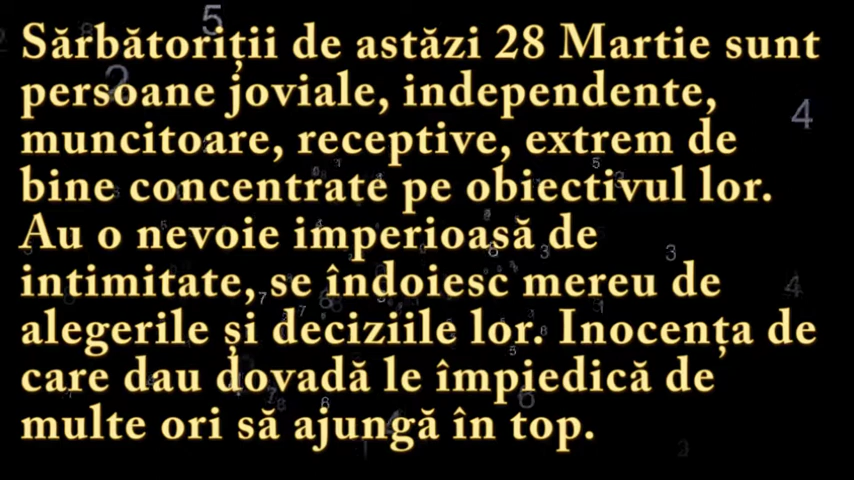 Sărbătoriții de astăzi 28 Martie sunt
persoane joviale, independente,
muncitoare, receptive, extrem de
bine concentrate pe obiectivul lor.
Au o nevoie imperioasă de
intimitate, se îndoiesc mereu de
alegerile și deciziile lor. Inocența de
care dau dovadă le împiedică de
multe ori să ajungă în top.